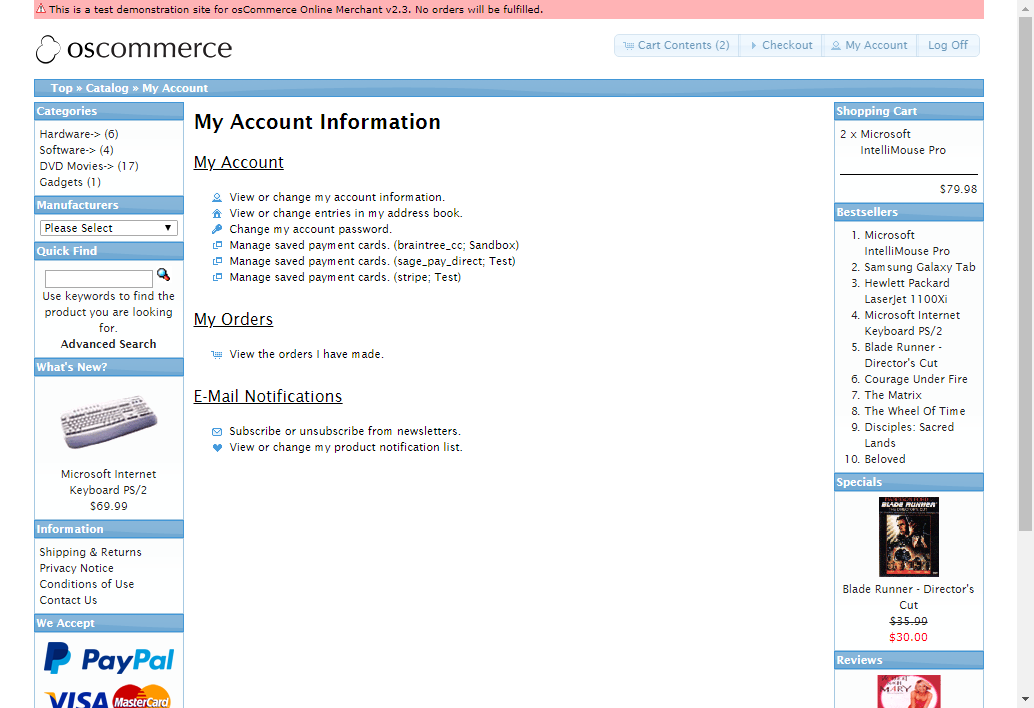 This is a test demonstration site for osCommerce Online Merchant v2.3. No orders will be fulfilled.
oscommerce
Cart Contents (2)
Checkout
My Account
Log Off
Top » Catalog » My Account
Categories
Hardware-> (6)
Software-> (4)
DVD Movies-> (17)
Gadgets (1)
Manufacturers
Please Select
Quick Find
Use keywords to find the
product you are looking
for.
Advanced Search
What's New?
Microsoft Internet
Keyboard PS/2
$69.99
Information
Shipping & Returns
Privacy Notice
Conditions of Use
Contact Us
We Accept
PayPal
VISA MasterCard
My Account Information
My Account
View or change my account information.
View or change entries in my address book.
Change my account password.
Manage saved payment cards. (braintree_cc; Sandbox)
Manage saved payment cards. (sage_pay_direct; Test)
Manage saved payment cards. (stripe; Test)
My Orders
View the orders I have made.
E-Mail Notifications
Subscribe or unsubscribe from newsletters.
View or change my product notification list.
Shopping Cart
2 x Microsoft
IntelliMouse Pro
$79.98
Bestsellers
1. Microsoft
IntelliMouse Pro
2. Samsung Galaxy Tab
3. Hewlett Packard
LaserJet 1100Xi
4. Microsoft Internet
Keyboard PS/2
5. Blade Runner -
Director's Cut
6. Courage Under Fire
7. The Matrix
8. The Wheel Of Time
9. Disciples: Sacred
Lands
10. Beloved
Specials
BLADE RUNNER
Blade Runner - Director's
Cut
$35.99
$30.00
Reviews
MARY